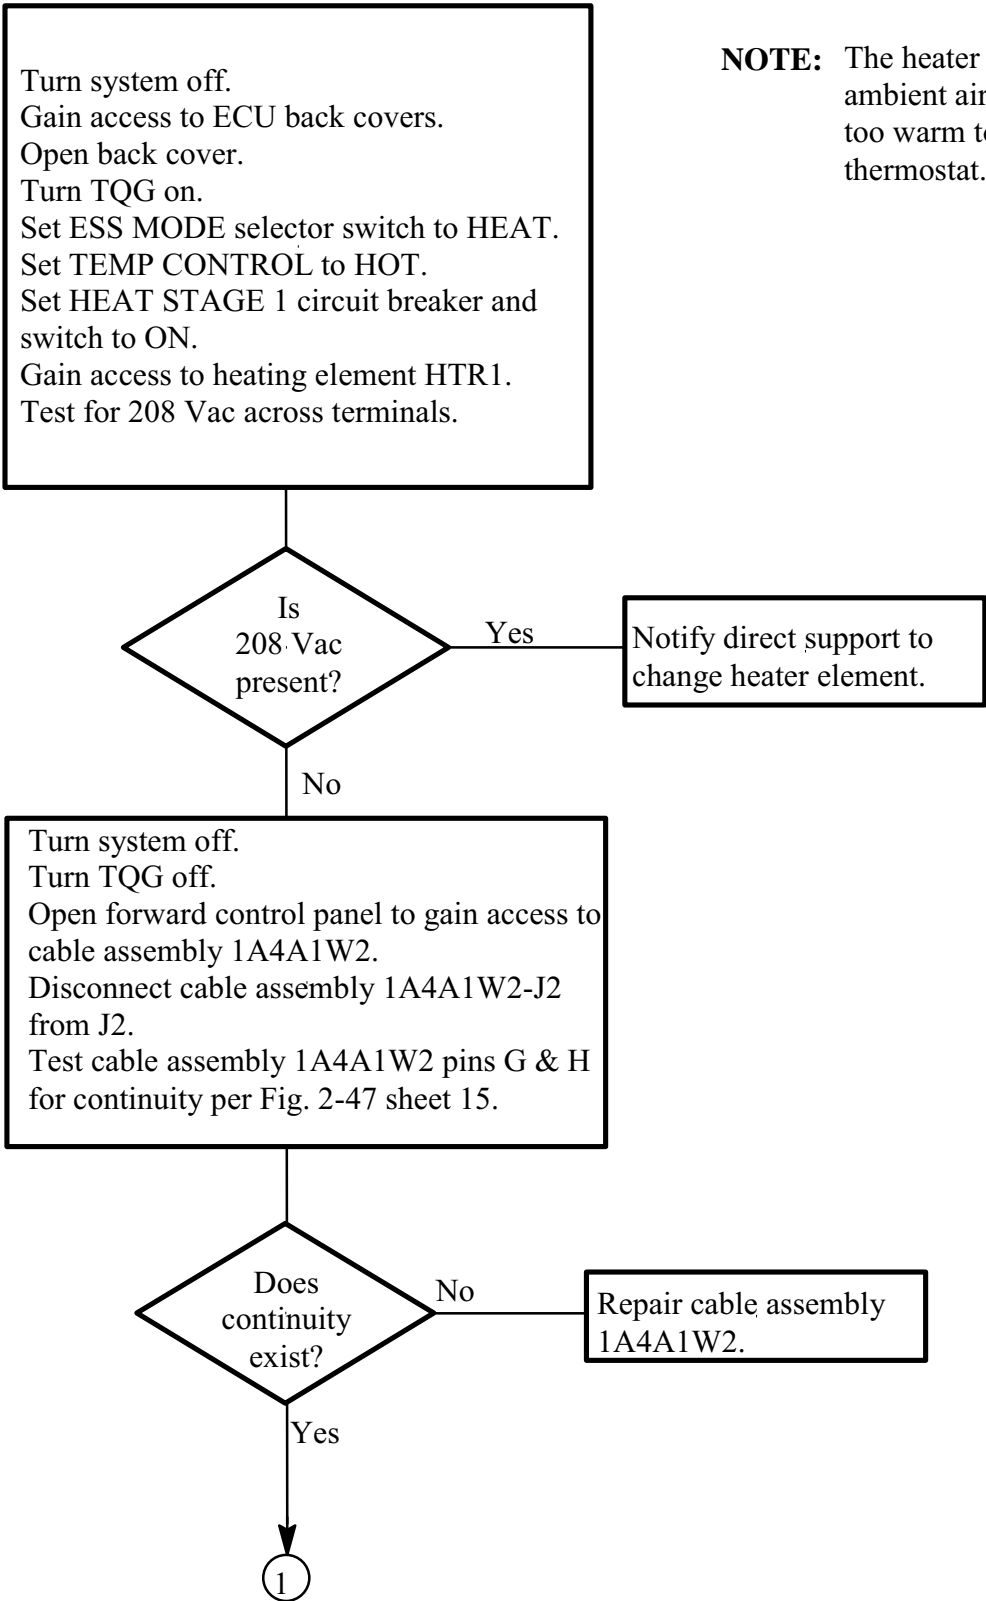 Turn system off.
Gain access to ECU back covers.
Open back cover.
Turn TQG on.
Set ESS MODE selector switch to HEAT.
Set TEMP CONTROL to HOT.
Set HEAT STAGE 1 circuit breaker and
switch to ON.
Gain access to heating element HTR1.
Test for 208 Vac across terminals.
NOTE: The heater
ambient air
too warm
thermostat.
Is
208 Vac
present?
Yes
Notify direct support to
change heater element.
No
Turn system off.
Turn TQG off.
Open forward control panel to gain access to
cable assembly 1A4A1W2.
Disconnect cable assembly 1A4A1W2-J2
from J2.
Test cable assembly 1A4A1W2 pins G & H
for continuity per Fig. 2-47 sheet 15.
Does
continuity
exist?
No
Repair cable assembly
1A4A1W2.
Yes
1